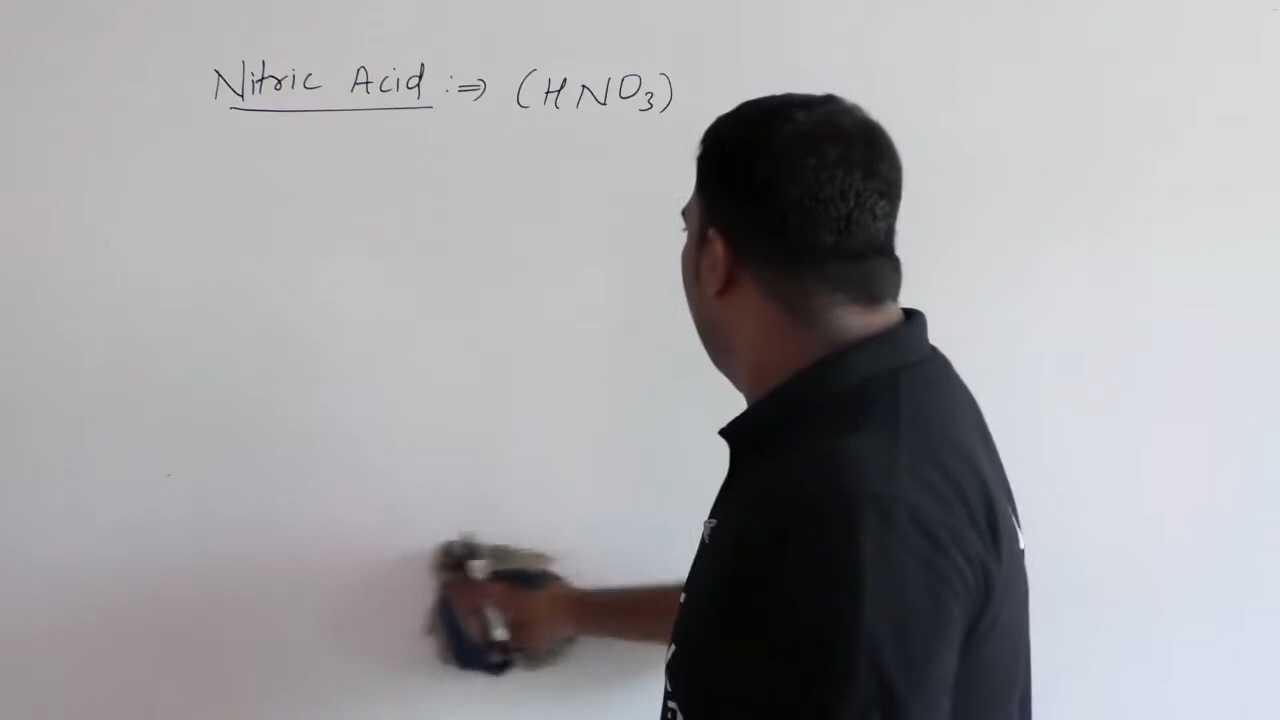 Nitric Acid :⇒ (HNO₃)